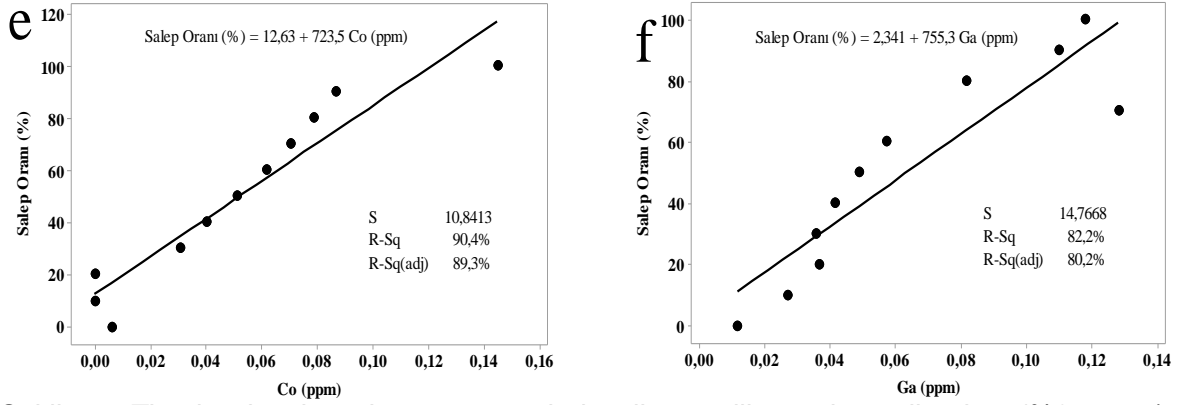 e
Salep Oranı (%) = 12,63 + 723,5 Co (ppm)
Salep Oranı (%)
120
100
80
60
40
20
0
S 10,8413
R-Sq 90,4%
R-Sq(adj) 89,3%
0,00 0,02 0,04 0,06 0,08 0,10 0,12 0,14 0,16
Co (ppm)
f
Salep Oranı (%) = 2,341 + 755,3 Ga (ppm)
Salep Oranı (%)
100
80
60
40
20
0
S 14,7668
R-Sq 82,2%
R-Sq(adj) 80,2%
0,00 0,02 0,04 0,06 0,08 0,10 0,12 0,14
Ga (ppm)